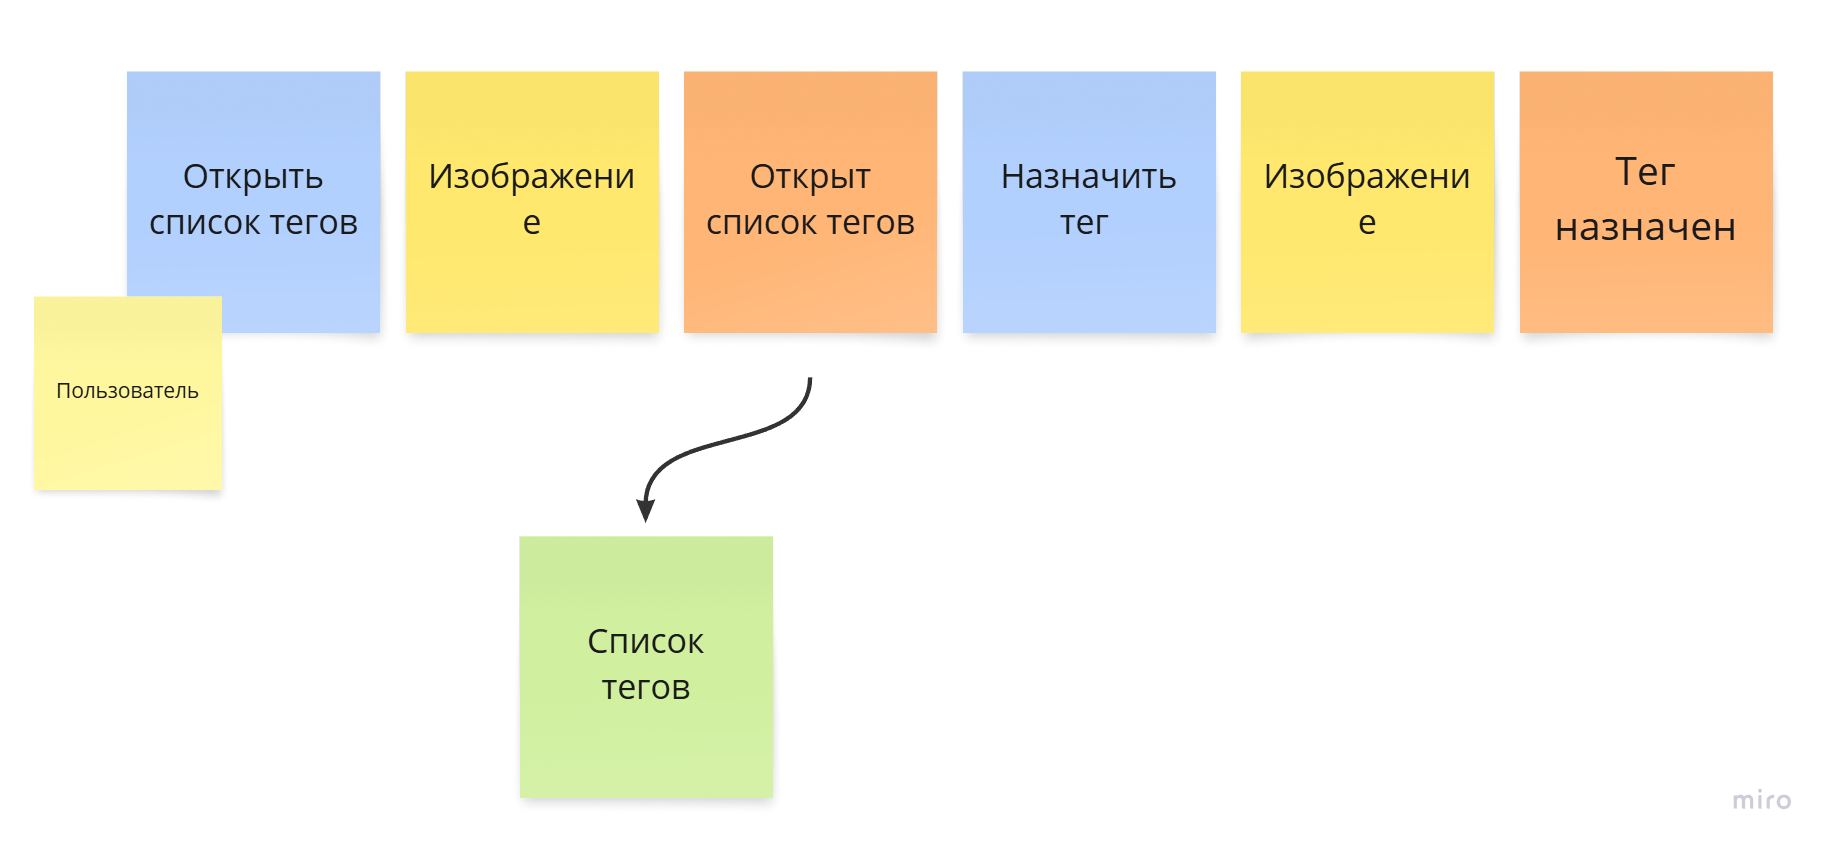 Открыть
список тегов
Изображени
е
Открыт
список тегов
Назначить
тег
Изображени
е
Тег
назначен
Пользователь
Список
тегов
miro